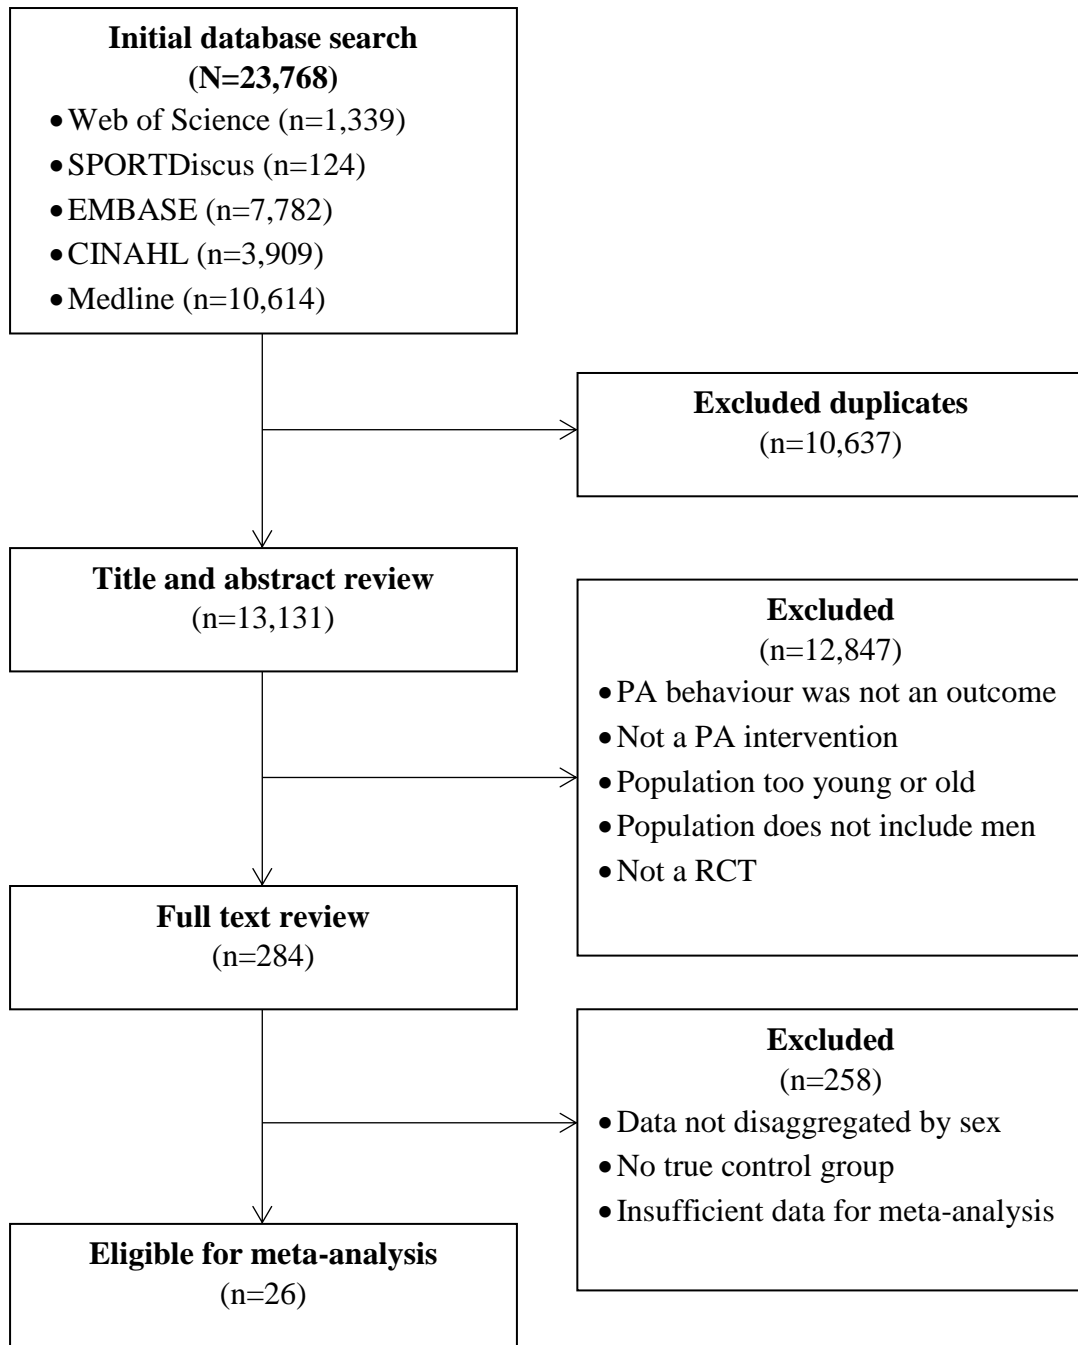 Initial database search
(N=23,768)
•Web of Science (n=1,339)
•SPORTDiscus (n=124)
•EMBASE (n=7,782)
•CINAHL (n=3,909)
•Medline (n=10,614)
Excluded duplicates
(n=10,637)
Title and abstract review
(n=13,131)
Excluded
(n=12,847)
•PA behaviour was not an outcome
•Not a PA intervention
•Population too young or old
•Population does not include men
•Not a RCT
Full text review
(n=284)
Excluded
(n=258)
•Data not disaggregated by sex
•No true control group
•Insufficient data for meta-analysis
Eligible for meta-analysis
(n=26)